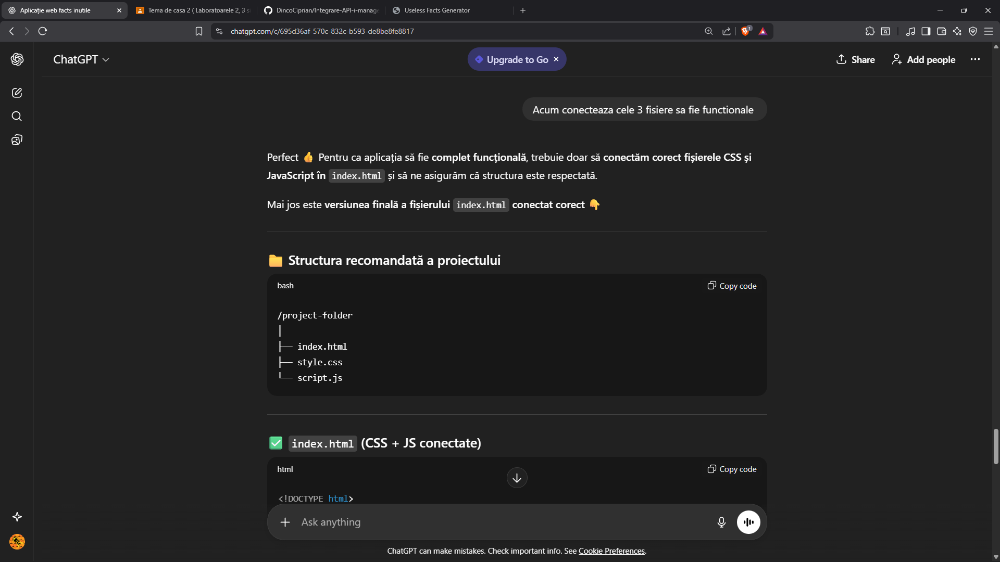 Aplicație web facts inutile
Tema de casa 2 ( Laboratoarele 2, 3 si
DincoCiprian/Integrare-API-i-manage
Useless Facts Generator
chatgpt.com/c/695d36af-570c-832c-b593-de8be8fe8817
1
ChatGPT
Upgrade to Go
Share
Add people
Acum conecteaza cele 3 fisiere sa fie functionale
Perfect 👍 Pentru ca aplicația să fie complet funcțională, trebuie doar să conectăm corect fișierele CSS și
JavaScript în index.html și să ne asigurăm că structura este respectată.
Mai jos este versiunea finală a fișierului index.html conectat corect 👇
📁 Structura recomandată a proiectului
bash
Copy code
/project-folder
│
├── index.html
├── style.css
└── script.js
✅ index.html (CSS + JS conectate)
html
Copy code
<!DOCTYPE html>
Ask anything
ChatGPT can make mistakes. Check important info. See Cookie Preferences.